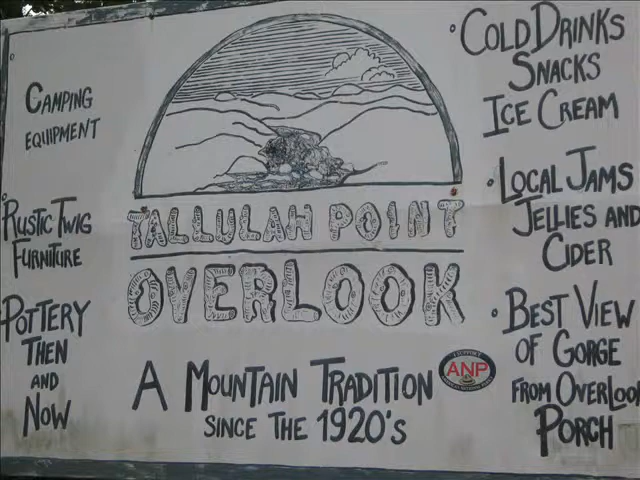 CAMPING
EQUIPMENT
RUSTIC TWIG
FURNITURE
POTTERY
THEN
AND
NOW
TALLULAH POINT
OVERLOOK
A MOUNTAIN TRADITION
SINCE THE 1920'S
ANP
• COLD DRINKS
SNACKS
ICE CREAM
• LOCAL JAMS
JELLIES AND
CIDER
• BEST VIEW
OF GORGE
FROM OVERLOO
PORCH